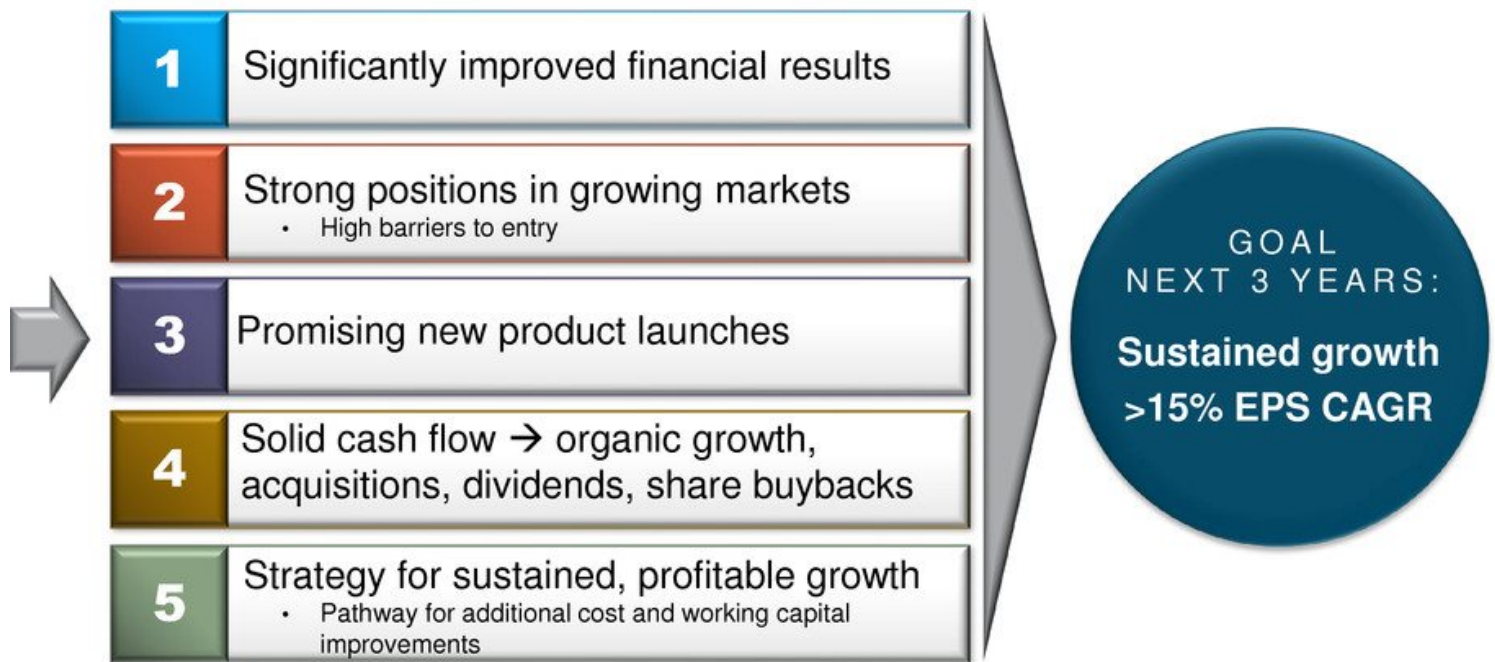 1
Significantly improved financial results
2
Strong positions in growing markets
• High barriers to entry
3
Promising new product launches
4
Solid cash flow → organic growth,
acquisitions, dividends, share buybacks
5
Strategy for sustained, profitable growth
• Pathway for additional cost and working capital
improvements
GOAL
NEXT 3 YEARS:
Sustained growth
>15% EPS CAGR